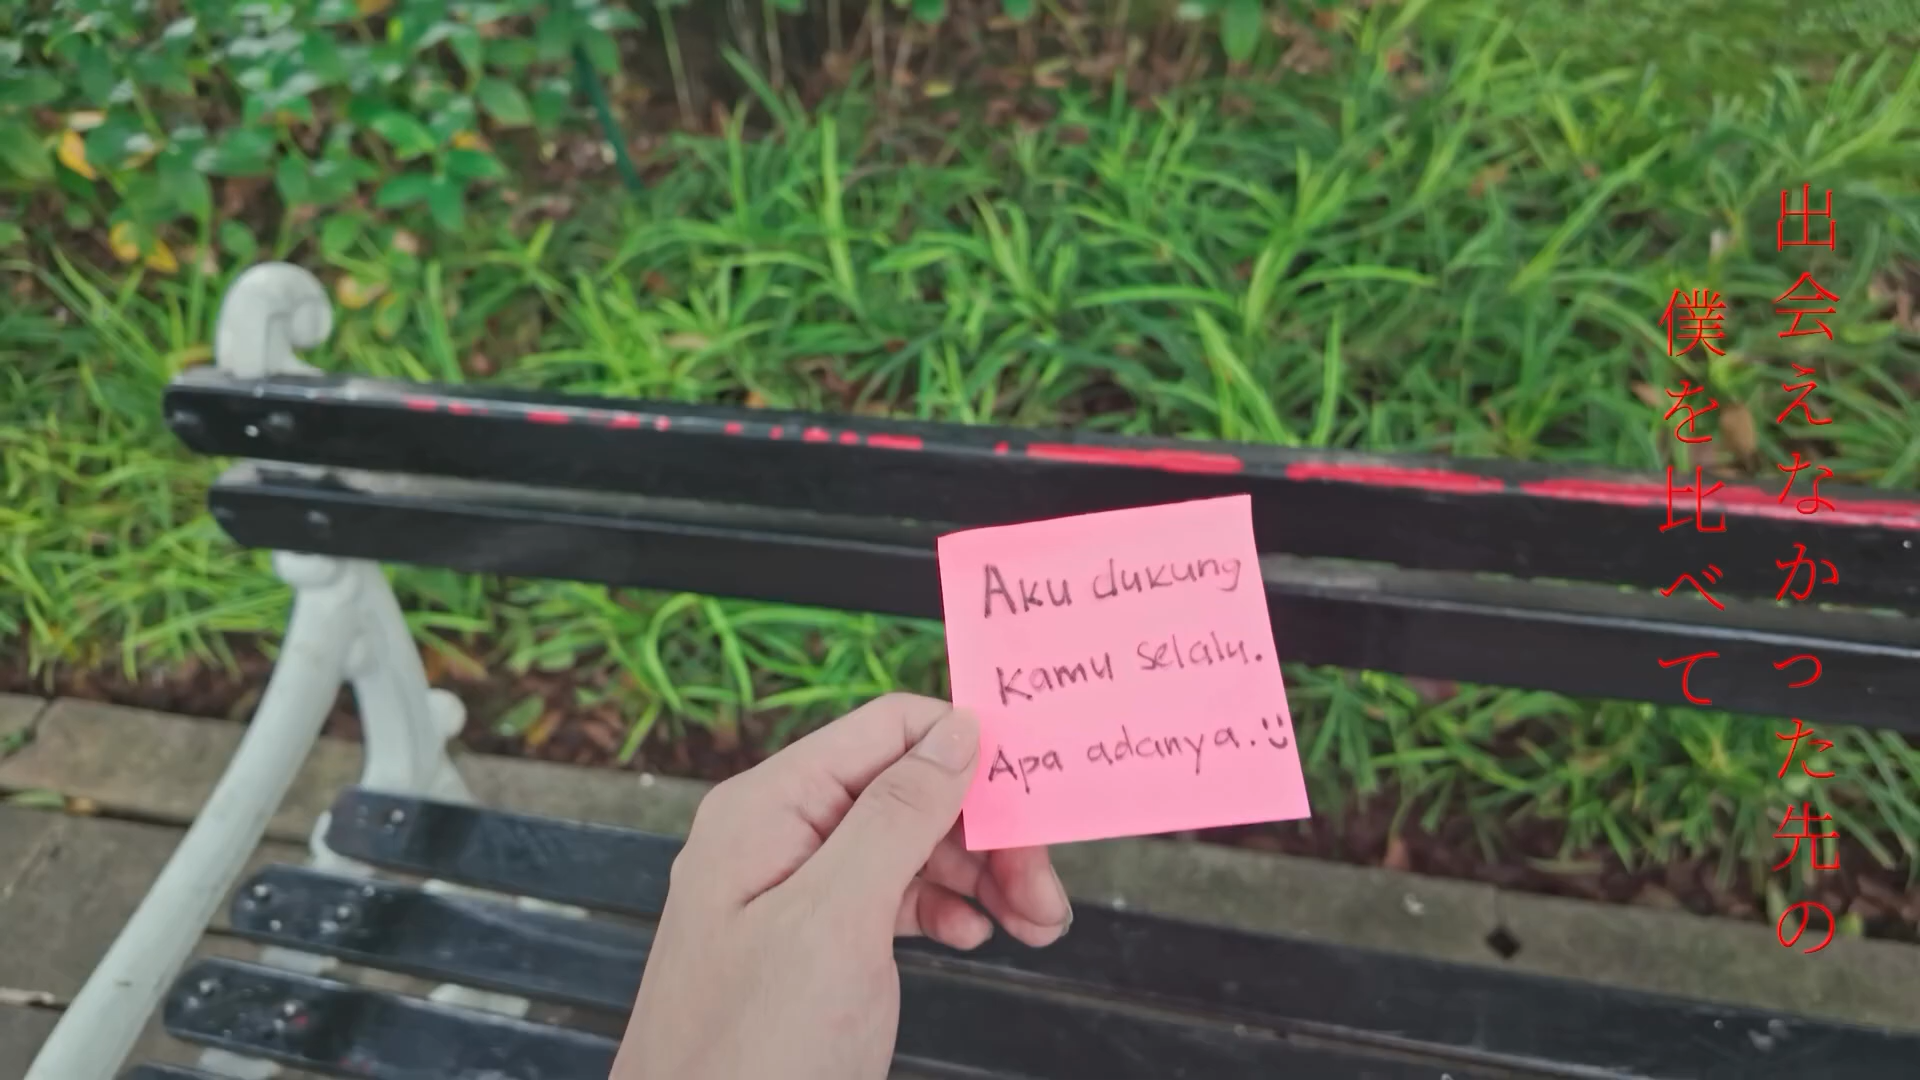 Aku dukung
kamu selalu.
Apa adanya. :)
出会えなかった先の
僕を比べて